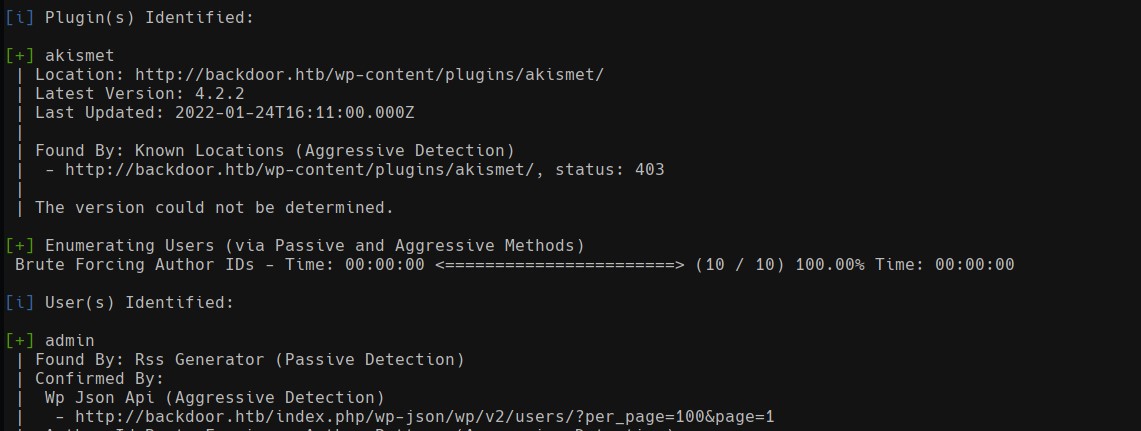 [i] Plugin(s) Identified:
[+] akismet
| Location: http://backdoor.htb/wp-content/plugins/akismet/
| Latest Version: 4.2.2
| Last Updated: 2022-01-24T16:11:00.000Z
|
| Found By: Known Locations (Aggressive Detection)
|  - http://backdoor.htb/wp-content/plugins/akismet/, status: 403
|
| The version could not be determined.
[+] Enumerating Users (via Passive and Aggressive Methods)
Brute Forcing Author IDs - Time: 00:00:00 <=======================> (10 / 10) 100.00% Time: 00:00:00
[i] User(s) Identified:
[+] admin
| Found By: Rss Generator (Passive Detection)
| Confirmed By:
|  Wp Json Api (Aggressive Detection)
|   - http://backdoor.htb/index.php/wp-json/wp/v2/users/?per_page=100&page=1